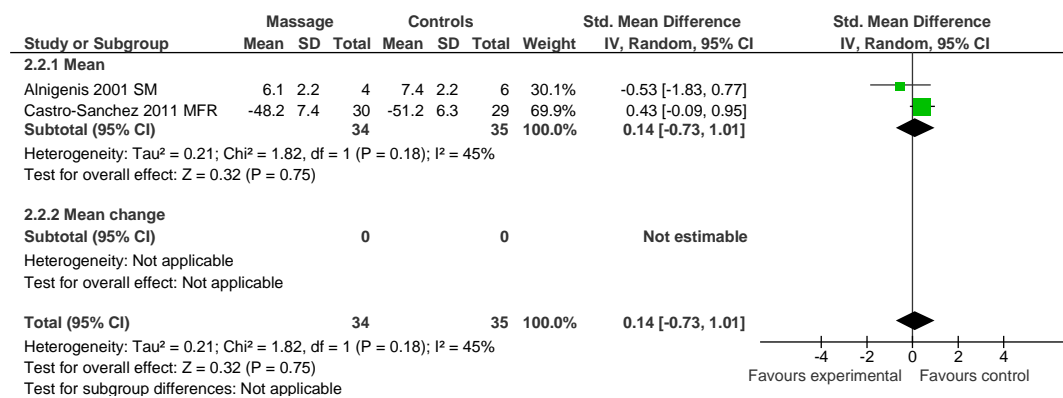 Massage Controls Std. Mean Difference Std. Mean Difference
Study or Subgroup Mean SD Total Mean SD Total Weight IV, Random, 95% CI IV, Random, 95% CI
2.2.1 Mean
Alnigenis 2001 SM 6.1 2.2 4 7.4 2.2 6 30.1% -0.53 [-1.83, 0.77]
Castro-Sanchez 2011 MFR -48.2 7.4 30 -51.2 6.3 29 69.9% 0.43 [-0.09, 0.95]
Subtotal (95% CI) 34 35 100.0% 0.14 [-0.73, 1.01]
Heterogeneity: Tau² = 0.21; Chi² = 1.82, df = 1 (P = 0.18); I² = 45%
Test for overall effect: Z = 0.32 (P = 0.75)
2.2.2 Mean change
Subtotal (95% CI) 0 0 Not estimable
Heterogeneity: Not applicable
Test for overall effect: Not applicable
Total (95% CI) 34 35 100.0% 0.14 [-0.73, 1.01]
Heterogeneity: Tau² = 0.21; Chi² = 1.82, df = 1 (P = 0.18); I² = 45%
Test for overall effect: Z = 0.32 (P = 0.75)
Test for subgroup differences: Not applicable
-4 -2 0 2 4
Favours experimental Favours control